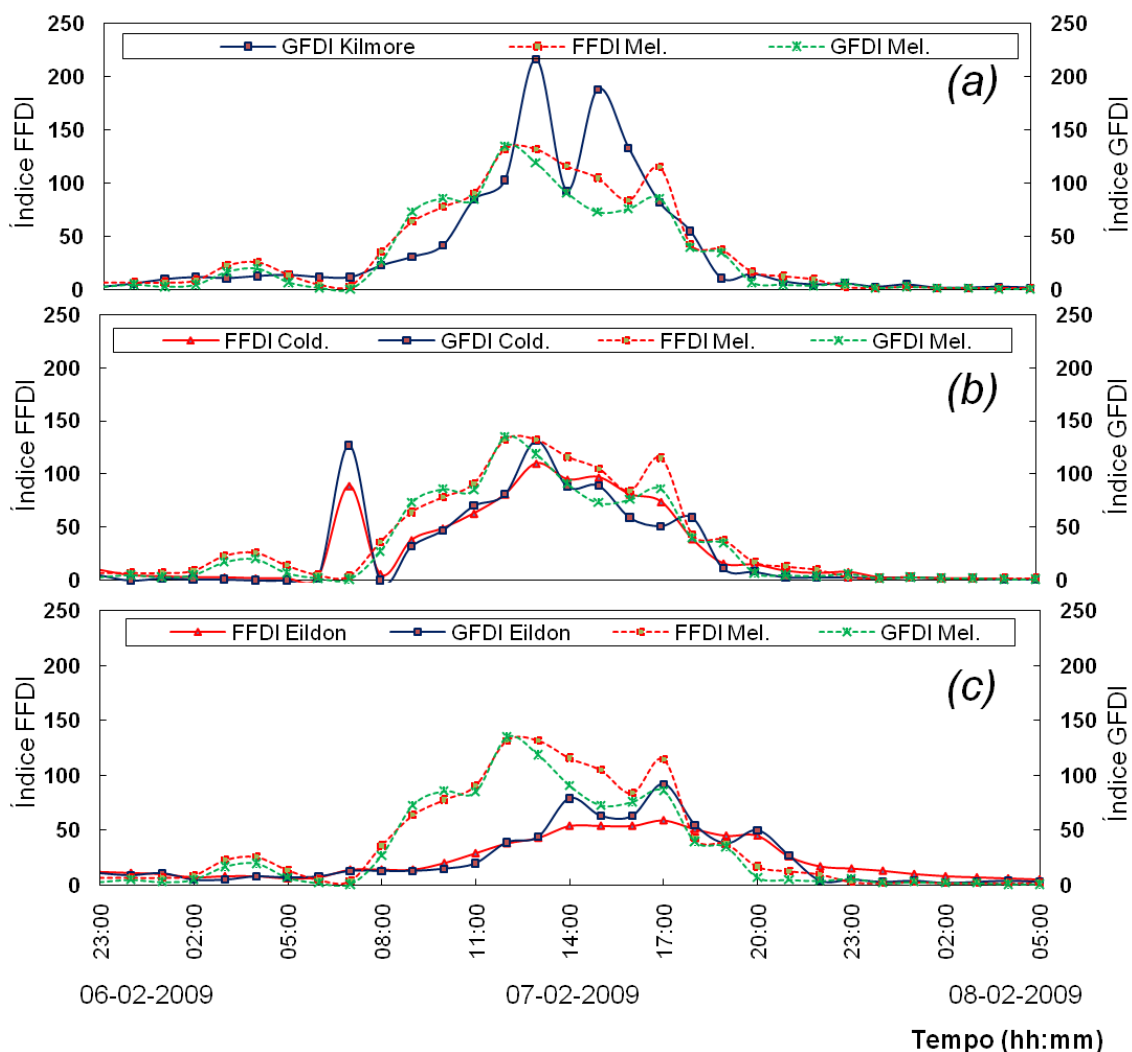 250 250
GFDI Kilmore FFDI Mel. GFDI Mel.
(a)
200 200
150 150
100 100
50 50
0 0
Índice FFDI
Índice GFDI
250 250
FFDI Cold. GFDI Cold. FFDI Mel. GFDI Mel.
(b)
200 200
150 150
100 100
50 50
0 0
Índice FFDI
Índice GFDI
250 250
FFDI Eildon GFDI Eildon FFDI Mel. GFDI Mel.
(c)
200 200
150 150
100 100
50 50
0 0
Índice FFDI
Índice GFDI
23:00 02:00 05:00 08:00 11:00 14:00 17:00 20:00 23:00 02:00 05:00
06-02-2009 07-02-2009 08-02-2009
Tempo (hh:mm)